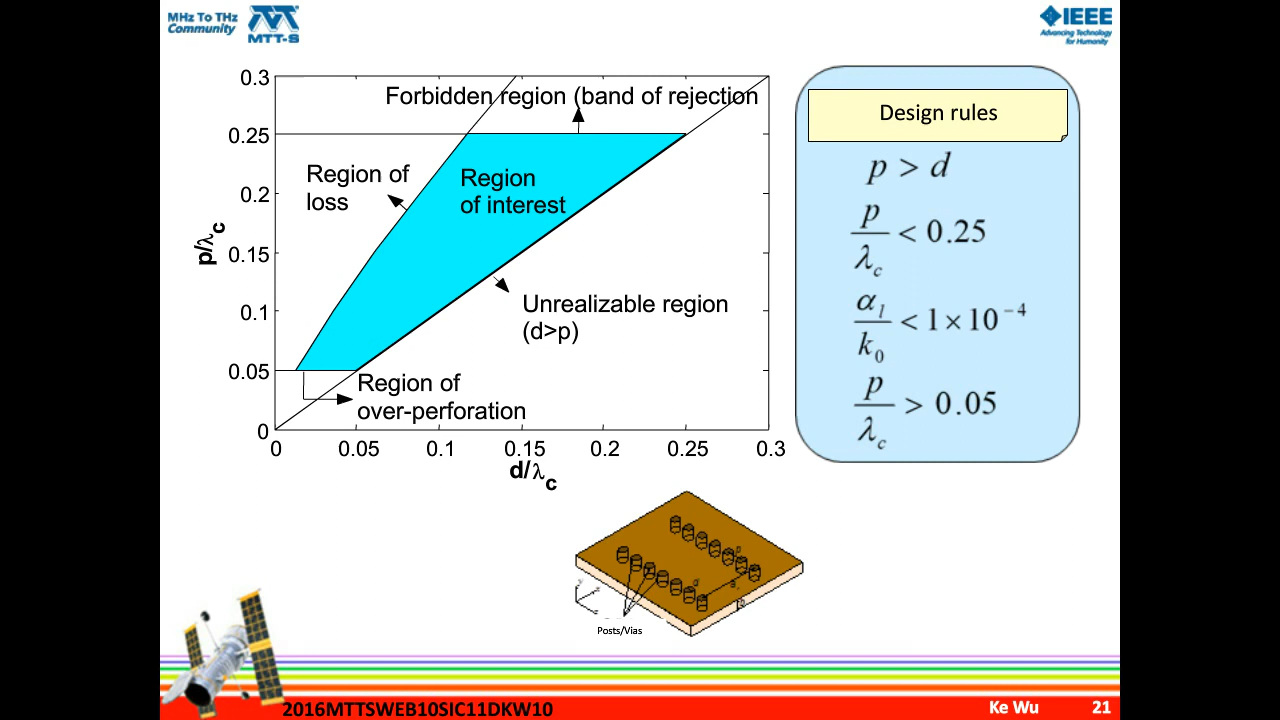 MHz To THz
Community
MTT-S
IEEE
Advancing Technology
for Humanity
0.3
0.25
0.2
0.15
0.1
0.05
0
p/λc
Forbidden region (band of rejection
Region of
loss
Region
of interest
Unrealizable region
(d>p)
Region of
over-perforation
0 0.05 0.1 0.15 0.2 0.25 0.3
d/λc
Design rules
p > d
p/λc < 0.25
αl/k0 < 1×10⁻⁴
p/λc > 0.05
Posts/Vias
2016MTTSWEB10SIC11DKW10
Ke Wu
21